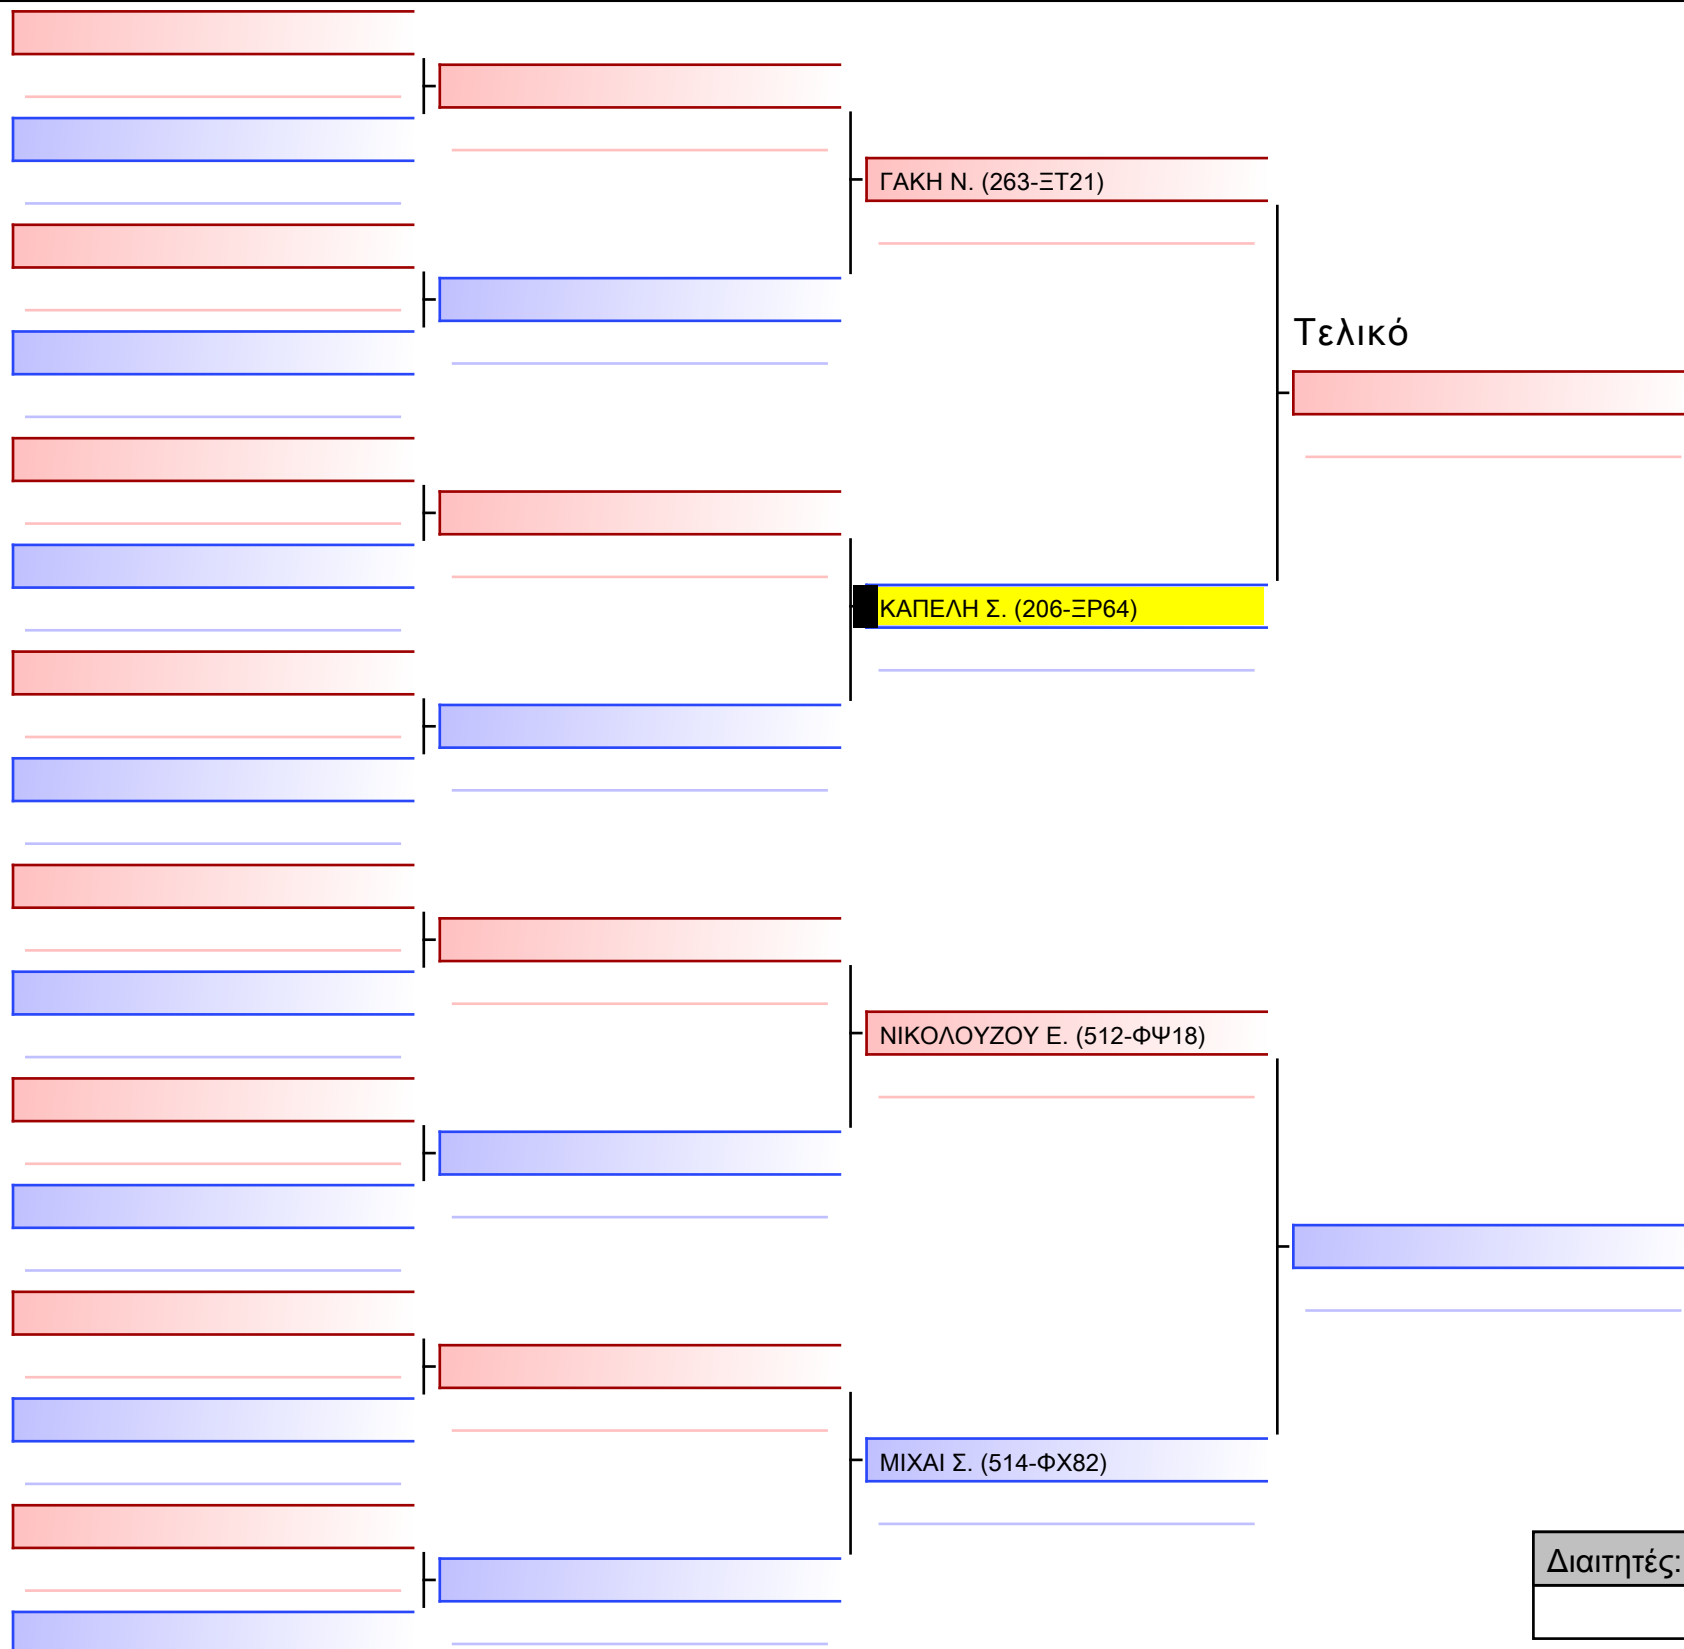 ΓΑΚΗ Ν. (263-ΞΤ21)
Τελικό
ΚΑΠΕΛΗ Σ. (206-ΞΡ64)
ΝΙΚΟΛΟΥΖΟΥ Ε. (512-ΦΨ18)
ΜΙΧΑΙ Σ. (514-ΦΧ82)
Διαιτητές: